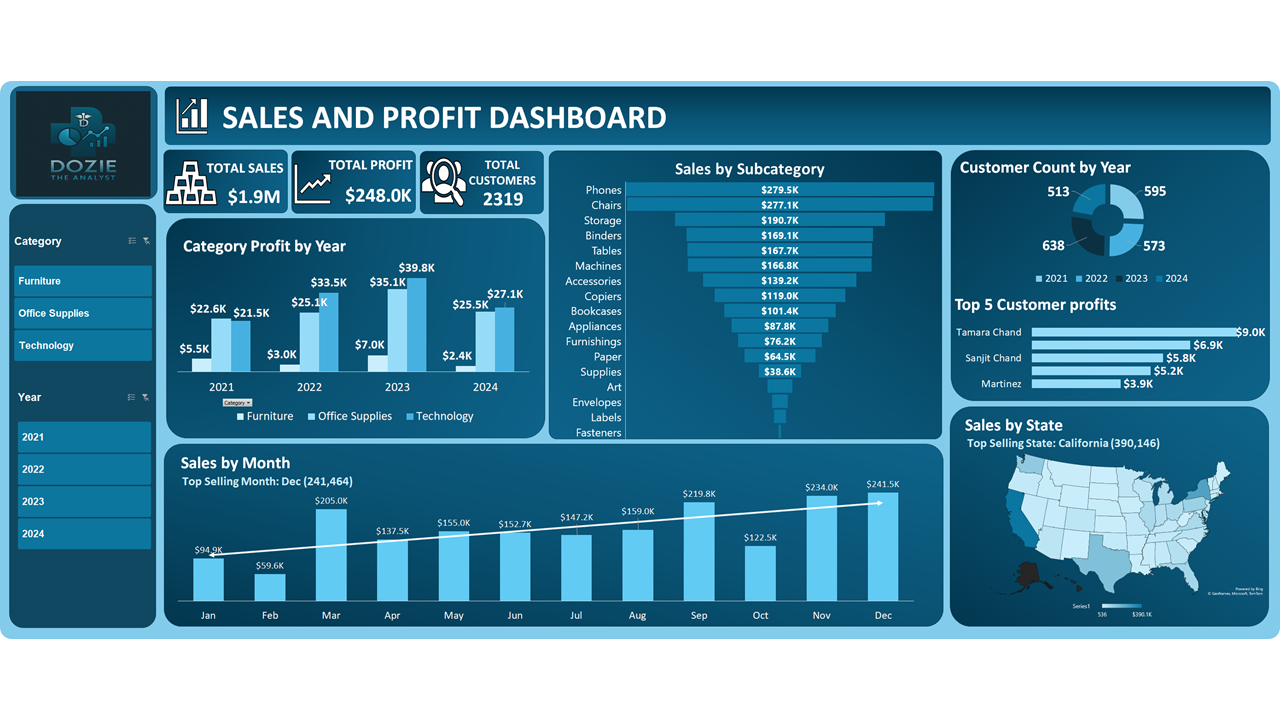 DOZIE
THE ANALYST
SALES AND PROFIT DASHBOARD
TOTAL SALES
$1.9M
TOTAL PROFIT
$248.0K
TOTAL
CUSTOMERS
2319
Category
Furniture
Office Supplies
Technology
Year
2021
2022
2023
2024
Category Profit by Year
$5.5K
$22.6K
$21.5K
$3.0K
$25.1K
$33.5K
$7.0K
$35.1K
$39.8K
$2.4K
$25.5K
$27.1K
2021 2022 2023 2024
Category
Furniture Office Supplies Technology
Sales by Subcategory
Phones $279.5K
Chairs $277.1K
Storage $190.7K
Binders $169.1K
Tables $167.7K
Machines $166.8K
Accessories $139.2K
Copiers $119.0K
Bookcases $101.4K
Appliances $87.8K
Furnishings $76.2K
Paper $64.5K
Supplies $38.6K
Art
Envelopes
Labels
Fasteners
Customer Count by Year
513 595
638 573
2021 2022 2023 2024
Top 5 Customer profits
Tamara Chand $9.0K
$6.9K
Sanjit Chand $5.8K
$5.2K
Martinez $3.9K
Sales by Month
Top Selling Month: Dec (241,464)
$94.9K $59.6K $205.0K $137.5K $155.0K $152.7K $147.2K $159.0K $219.8K $122.5K $234.0K $241.5K
Jan Feb Mar Apr May Jun Jul Aug Sep Oct Nov Dec
Sales by State
Top Selling State: California (390,146)
Powered by Bing
© GeoNames, Microsoft, TomTom
Series1
536 $390.1K